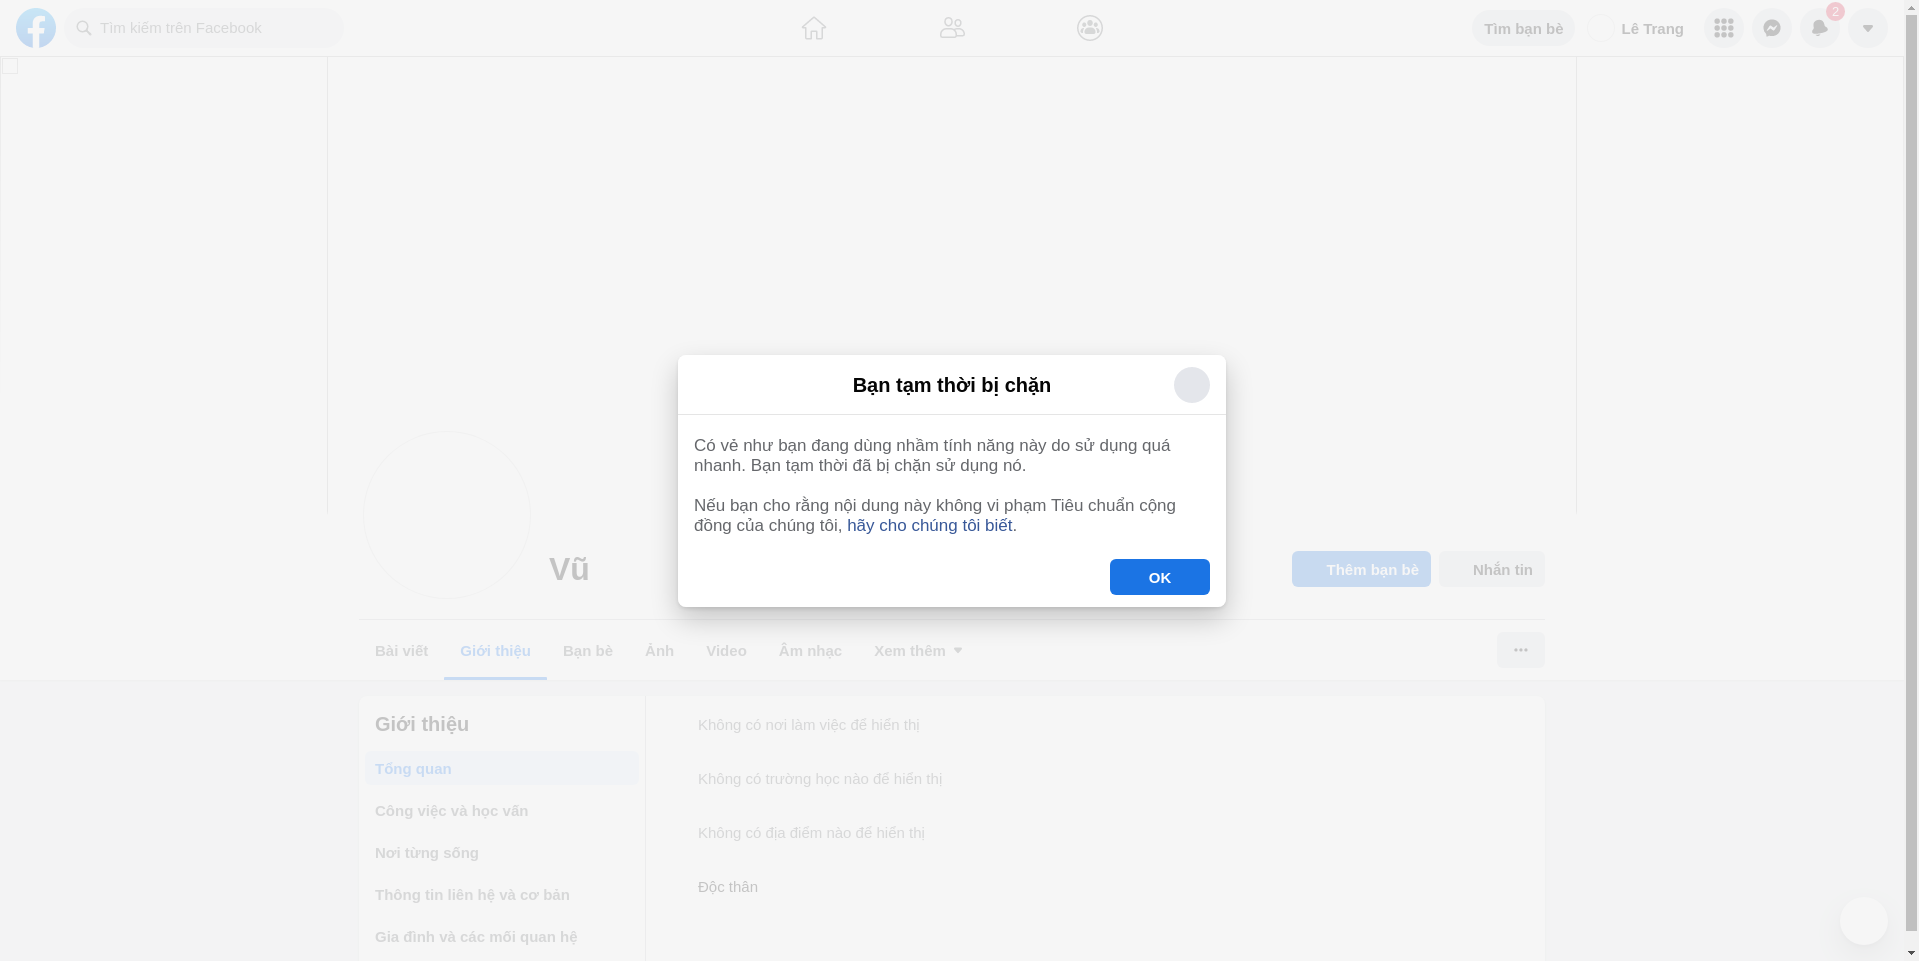 Tìm kiếm trên Facebook
Tìm bạn bè
Lê Trang
2
Bạn tạm thời bị chặn
Có vẻ như bạn đang dùng nhầm tính năng này do sử dụng quá
nhanh. Bạn tạm thời đã bị chặn sử dụng nó.
Nếu bạn cho rằng nội dung này không vi phạm Tiêu chuẩn cộng
đồng của chúng tôi, hãy cho chúng tôi biết.
OK
Vũ
Thêm bạn bè
Nhắn tin
Bài viết
Giới thiệu
Bạn bè
Ảnh
Video
Âm nhạc
Xem thêm
Giới thiệu
Tổng quan
Công việc và học vấn
Nơi từng sống
Thông tin liên hệ và cơ bản
Gia đình và các mối quan hệ
Không có nơi làm việc để hiển thị
Không có trường học nào để hiển thị
Không có địa điểm nào để hiển thị
Độc thân